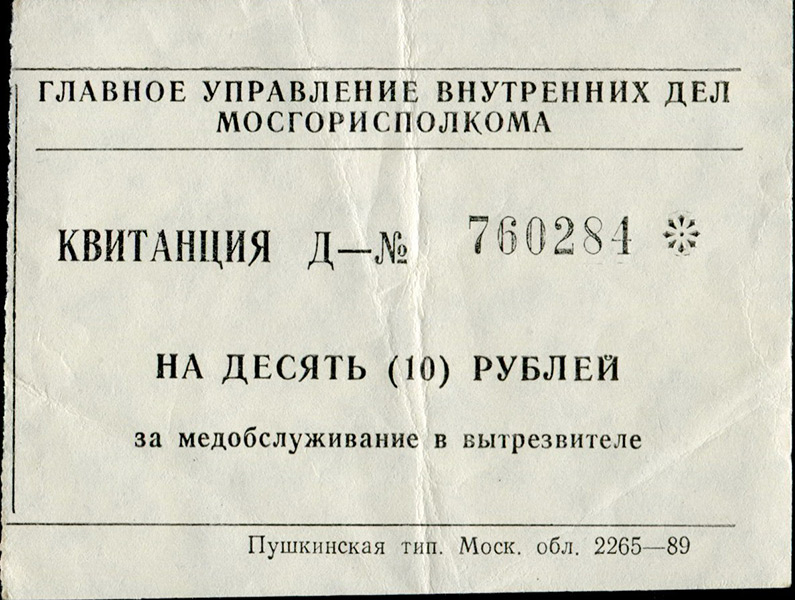 ГЛАВНОЕ УПРАВЛЕНИЕ ВНУТРЕННИХ ДЕЛ
МОСГОРИСПОЛКОМА
КВИТАНЦИЯ Д—№ 760284 *
НА ДЕСЯТЬ (10) РУБЛЕЙ
за медобслуживание в вытрезвителе
Пушкинская тип. Моск. обл. 2265—89